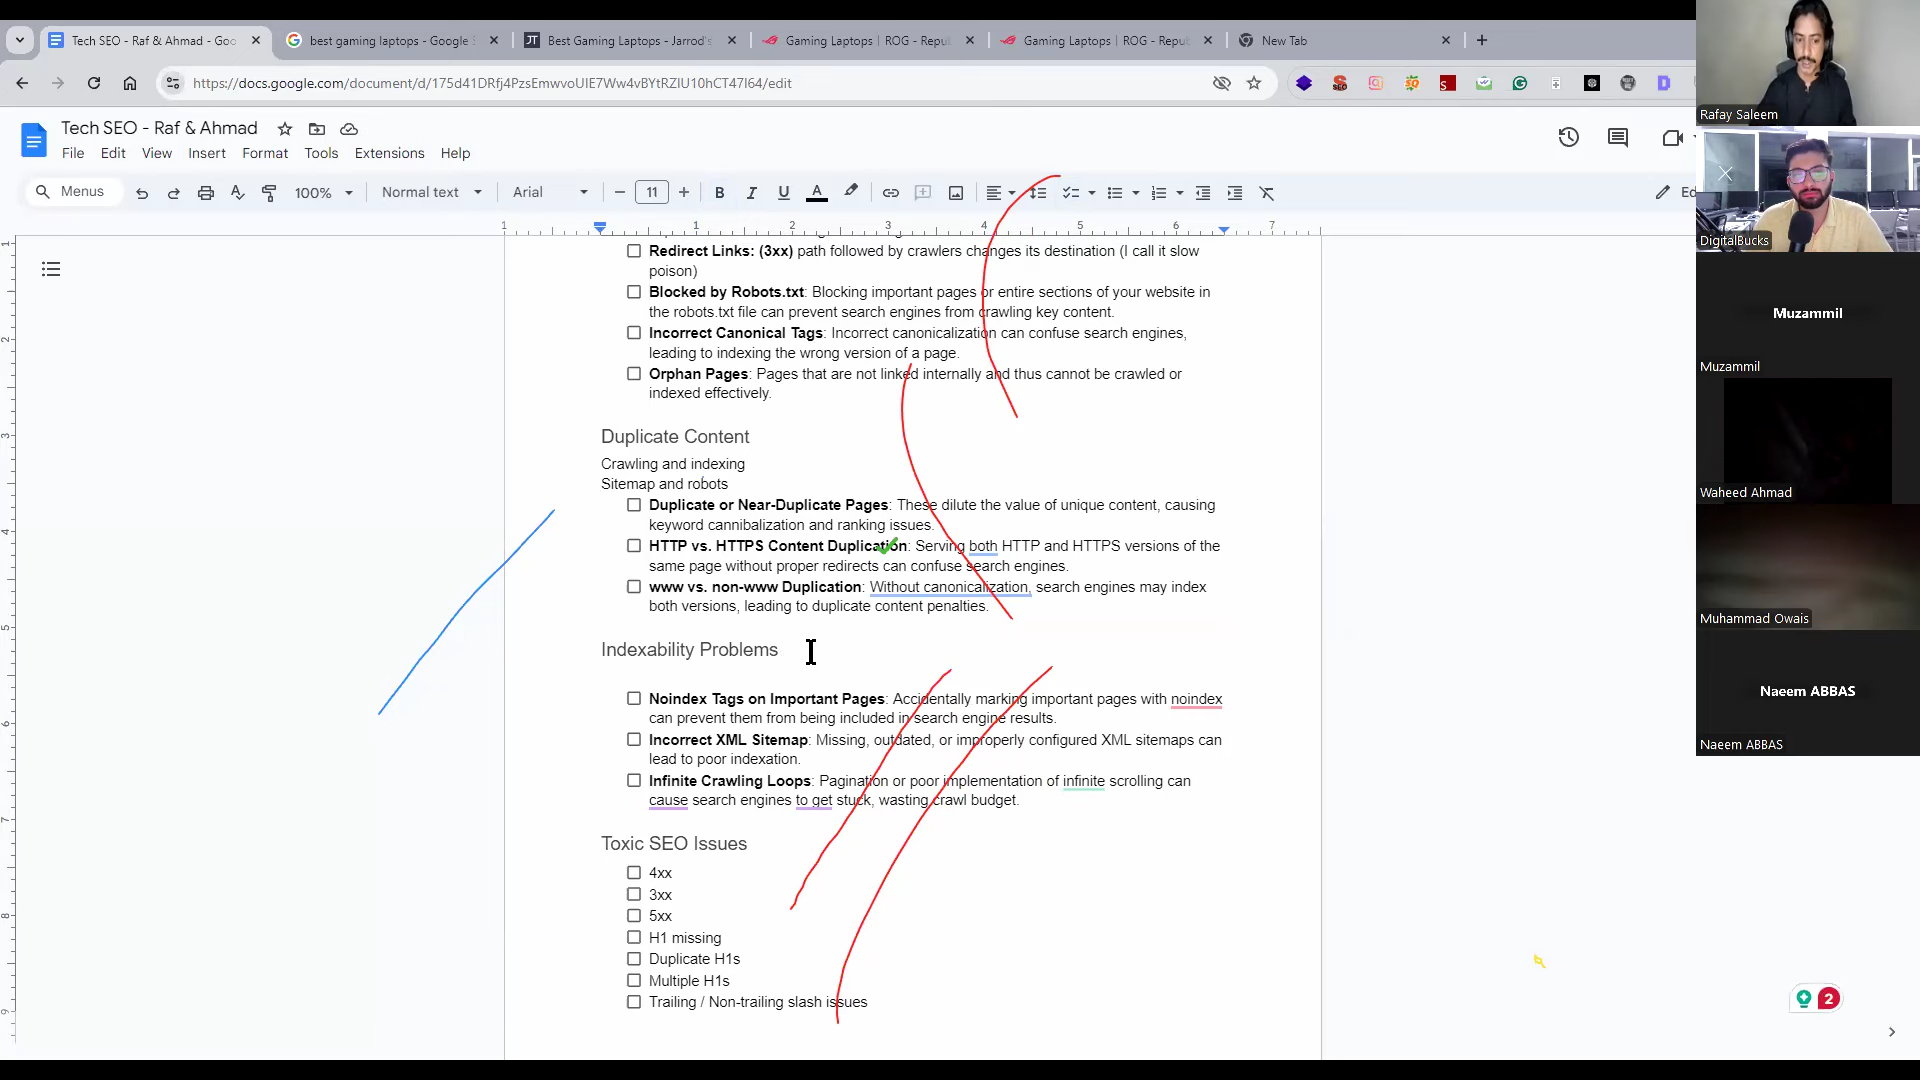 Tech SEO - Raf & Ahmad - Goo
best gaming laptops - Google S
Best Gaming Laptops - Jarrod's
Gaming Laptops | ROG - Repu
Gaming Laptops | ROG - Reput
New Tab
https://docs.google.com/document/d/175d41DRfj4PzsEmwvoUIE7Ww4vBYtRZlU10hCT47I64/edit
Tech SEO - Raf & Ahmad
File Edit View Insert Format Tools Extensions Help
Menus 100% Normal text Arial 11 Ed
1 1 2 3 4 5 6 7
Redirect Links: (3xx) path followed by crawlers changes its destination (I call it slow
poison)
Blocked by Robots.txt: Blocking important pages or entire sections of your website in
the robots.txt file can prevent search engines from crawling key content.
Incorrect Canonical Tags: Incorrect canonicalization can confuse search engines,
leading to indexing the wrong version of a page.
Orphan Pages: Pages that are not linked internally and thus cannot be crawled or
indexed effectively.
Duplicate Content
Crawling and indexing
Sitemap and robots
Duplicate or Near-Duplicate Pages: These dilute the value of unique content, causing
keyword cannibalization and ranking issues.
HTTP vs. HTTPS Content Duplication: Serving both HTTP and HTTPS versions of the
same page without proper redirects can confuse search engines.
www vs. non-www Duplication: Without canonicalization, search engines may index
both versions, leading to duplicate content penalties.
Indexability Problems
Noindex Tags on Important Pages: Accidentally marking important pages with noindex
can prevent them from being included in search engine results.
Incorrect XML Sitemap: Missing, outdated, or improperly configured XML sitemaps can
lead to poor indexation.
Infinite Crawling Loops: Pagination or poor implementation of infinite scrolling can
cause search engines to get stuck, wasting crawl budget.
Toxic SEO Issues
4xx
3xx
5xx
H1 missing
Duplicate H1s
Multiple H1s
Trailing / Non-trailing slash issues
2
Rafay Saleem
DigitalBucks
Muzammil
Muzammil
Waheed Ahmad
Muhammad Owais
Naeem ABBAS
Naeem ABBAS